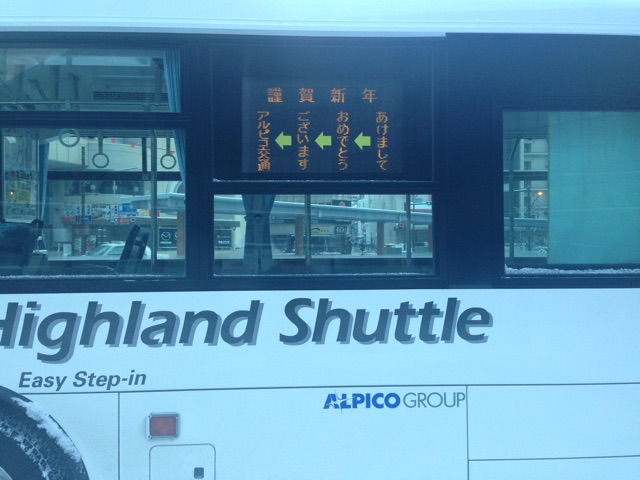 謹賀新年
あけまして
おめでとう
ございます
アルピコ交通
Highland Shuttle
Easy Step-in
ALPICO GROUP